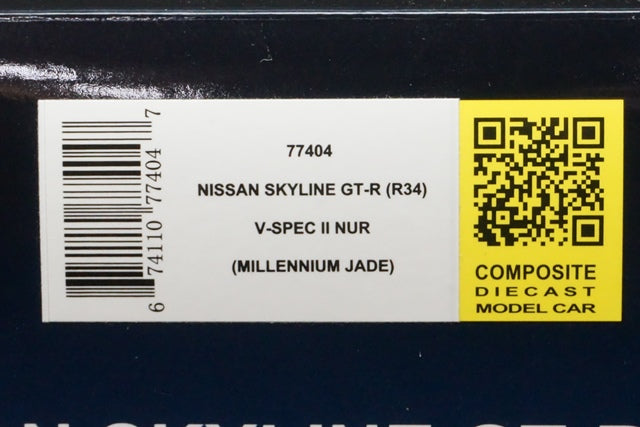 77404
NISSAN SKYLINE GT-R (R34)
V-SPEC II NUR
(MILLENNIUM JADE)
6 74110 77404 7
COMPOSITE
DIECAST
MODEL CAR